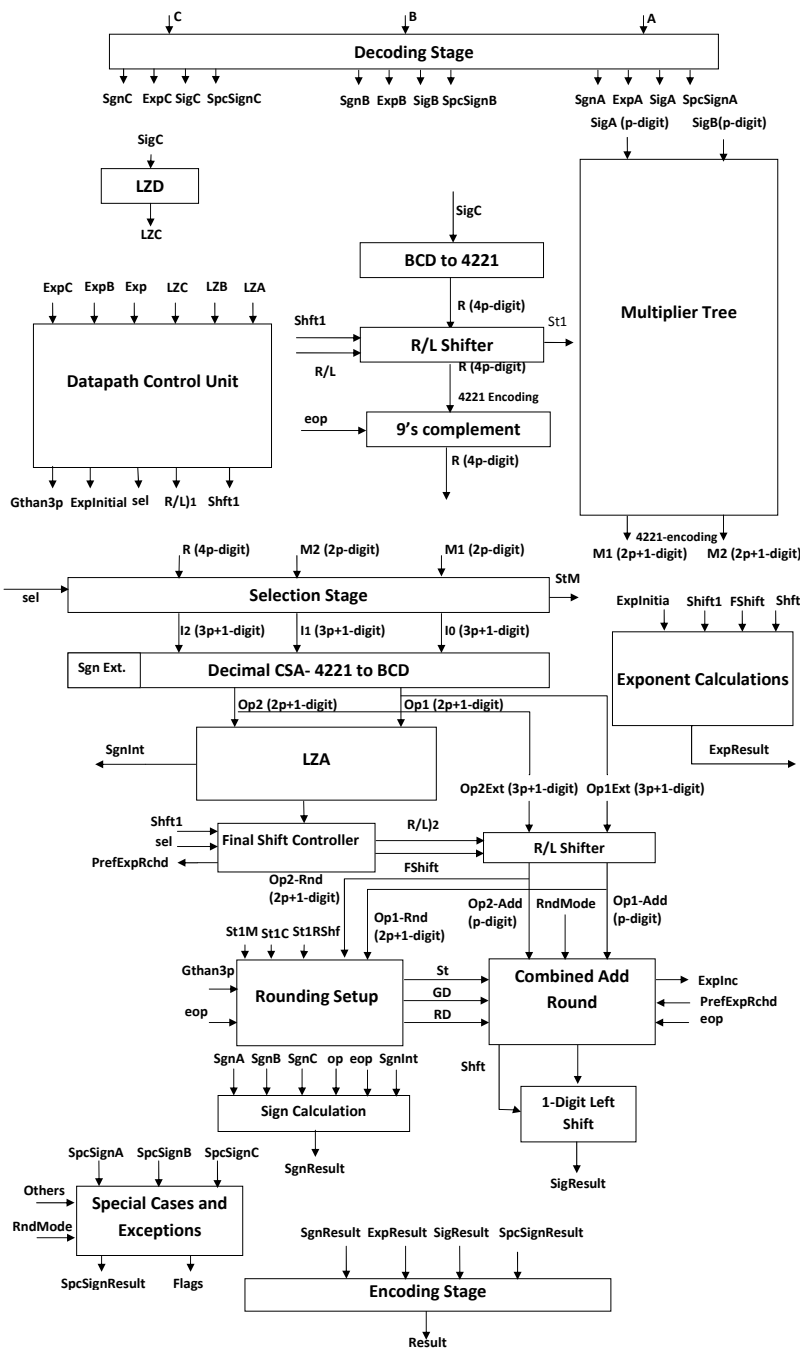 C B A
Decoding Stage
SgnC ExpC SigC SpcSignC
SgnB ExpB SigB SpcSignB
SgnA ExpA SigA SpcSignA
SigA (p-digit) SigB(p-digit)
SigC
LZD
LZC
SigC
BCD to 4221
R (4p-digit)
Multiplier Tree
ExpC ExpB Exp LZC LZB LZA
Datapath Control Unit
Gthan3p ExpInitial sel R/L)1 Shft1
Shft1
R/L
R/L Shifter
St1
R (4p-digit)
4221 Encoding
eop
9's complement
R (4p-digit)
4221-encoding
M1 (2p+1-digit) M2 (2p+1-digit)
R (4p-digit) M2 (2p-digit) M1 (2p-digit)
sel
Selection Stage
StM
I2 (3p+1-digit) I1 (3p+1-digit) I0 (3p+1-digit)
Sgn Ext.
Decimal CSA- 4221 to BCD
Op2 (2p+1-digit) Op1 (2p+1-digit)
ExpInitia Shift1 FShift Shft
Exponent Calculations
ExpResult
SgnInt
LZA
Op2Ext (3p+1-digit) Op1Ext (3p+1-digit)
Shft1
sel
PrefExpRchd
Final Shift Controller
R/L)2
FShift
R/L Shifter
Op2-Rnd
(2p+1-digit)
Op1-Rnd
(2p+1-digit)
Op2-Add
(p-digit)
RndMode
Op1-Add
(p-digit)
St1M St1C St1RShf
Gthan3p
eop
Rounding Setup
St
GD
RD
Combined Add
Round
ExpInc
PrefExpRchd
eop
SgnA SgnB SgnC op eop SgnInt
Sign Calculation
SgnResult
Shft
1-Digit Left
Shift
SigResult
SpcSignA SpcSignB SpcSignC
Others
RndMode
Special Cases and
Exceptions
SpcSignResult Flags
SgnResult ExpResult SigResult SpcSignResult
Encoding Stage
Result